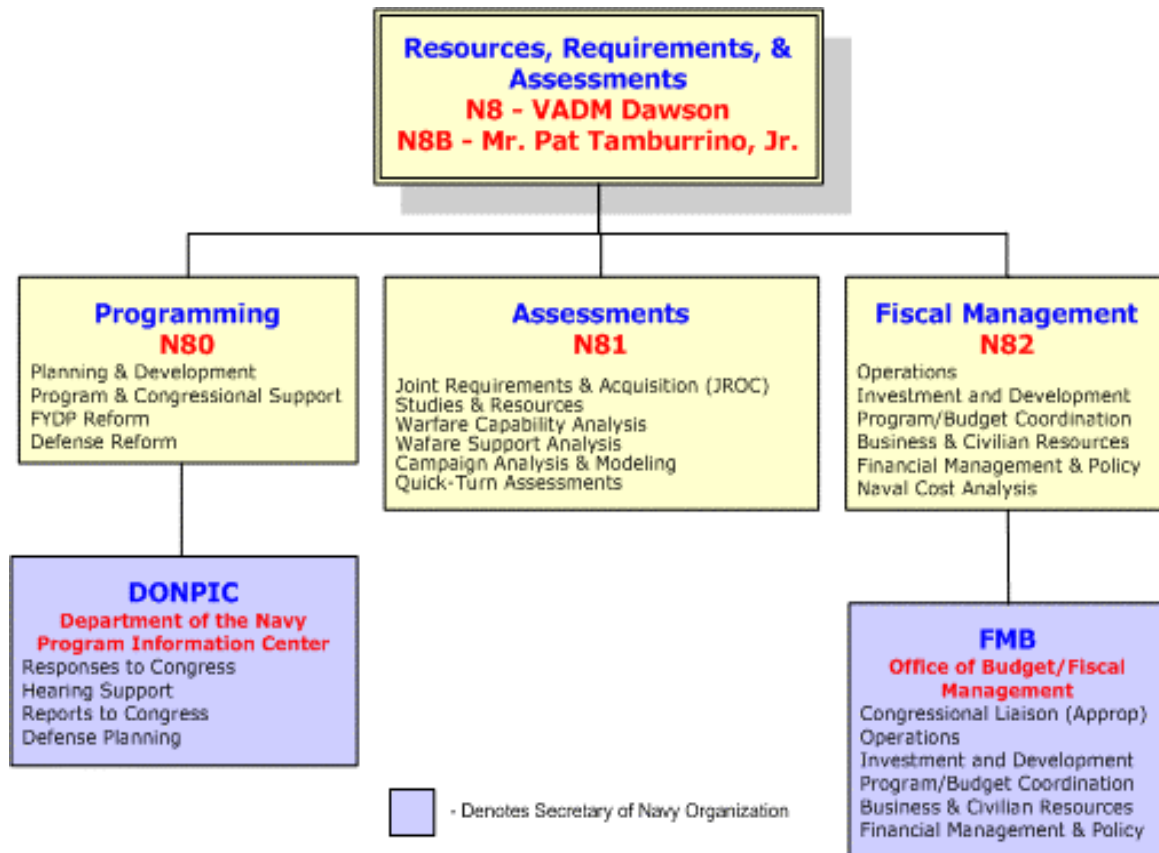 Resources, Requirements, &
Assessments
N8 - VADM Dawson
N8B - Mr. Pat Tamburrino, Jr.
Programming
N80
Planning & Development
Program & Congressional Support
FYDP Reform
Defense Reform
Assessments
N81
Joint Requirements & Acquisition (JROC)
Studies & Resources
Warfare Capability Analysis
Wafare Support Analysis
Campaign Analysis & Modeling
Quick-Turn Assessments
Fiscal Management
N82
Operations
Investment and Development
Program/Budget Coordination
Business & Civilian Resources
Financial Management & Policy
Naval Cost Analysis
DONPIC
Department of the Navy
Program Information Center
Responses to Congress
Hearing Support
Reports to Congress
Defense Planning
FMB
Office of Budget/Fiscal
Management
Congressional Liaison (Approp)
Operations
Investment and Development
Program/Budget Coordination
Business & Civilian Resources
Financial Management & Policy
- Denotes Secretary of Navy Organization